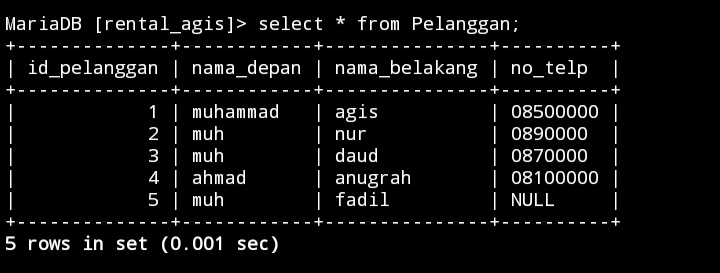 MariaDB [rental_agis]> select * from Pelanggan;
+--------------+------------+---------------+----------+
| id_pelanggan | nama_depan | nama_belakang | no_telp  |
+--------------+------------+---------------+----------+
|            1 | muhammad   | agis          | 08500000 |
|            2 | muh        | nur           | 0890000  |
|            3 | muh        | daud          | 0870000  |
|            4 | ahmad      | anugrah       | 08100000 |
|            5 | muh        | fadil         | NULL     |
+--------------+------------+---------------+----------+
5 rows in set (0.001 sec)